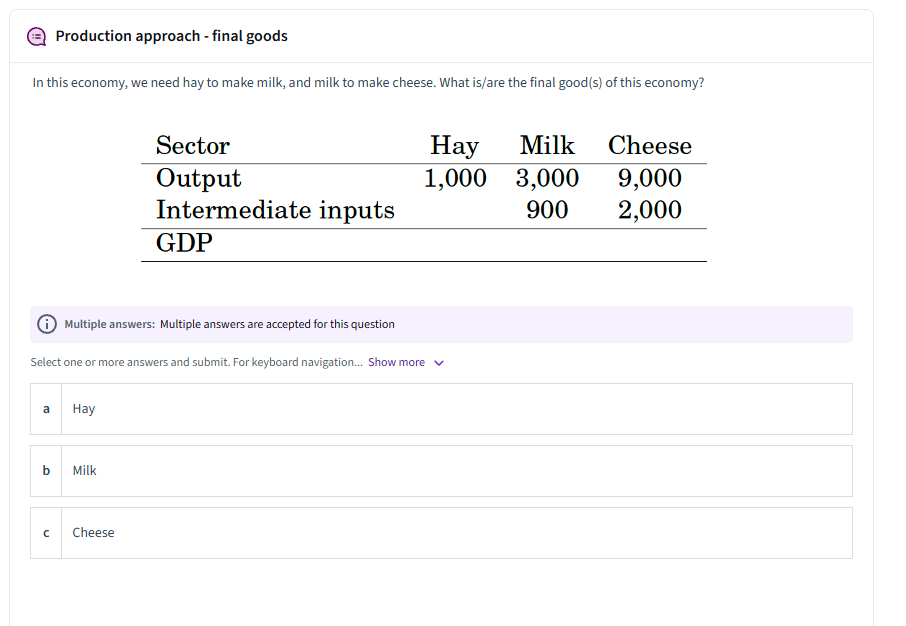 Production approach - final goods
In this economy, we need hay to make milk, and milk to make cheese. What is/are the final good(s) of this economy?
Sector Hay Milk Cheese
Output 1,000 3,000 9,000
Intermediate inputs 900 2,000
GDP
Multiple answers: Multiple answers are accepted for this question
Select one or more answers and submit. For keyboard navigation... Show more
a Hay
b Milk
c Cheese